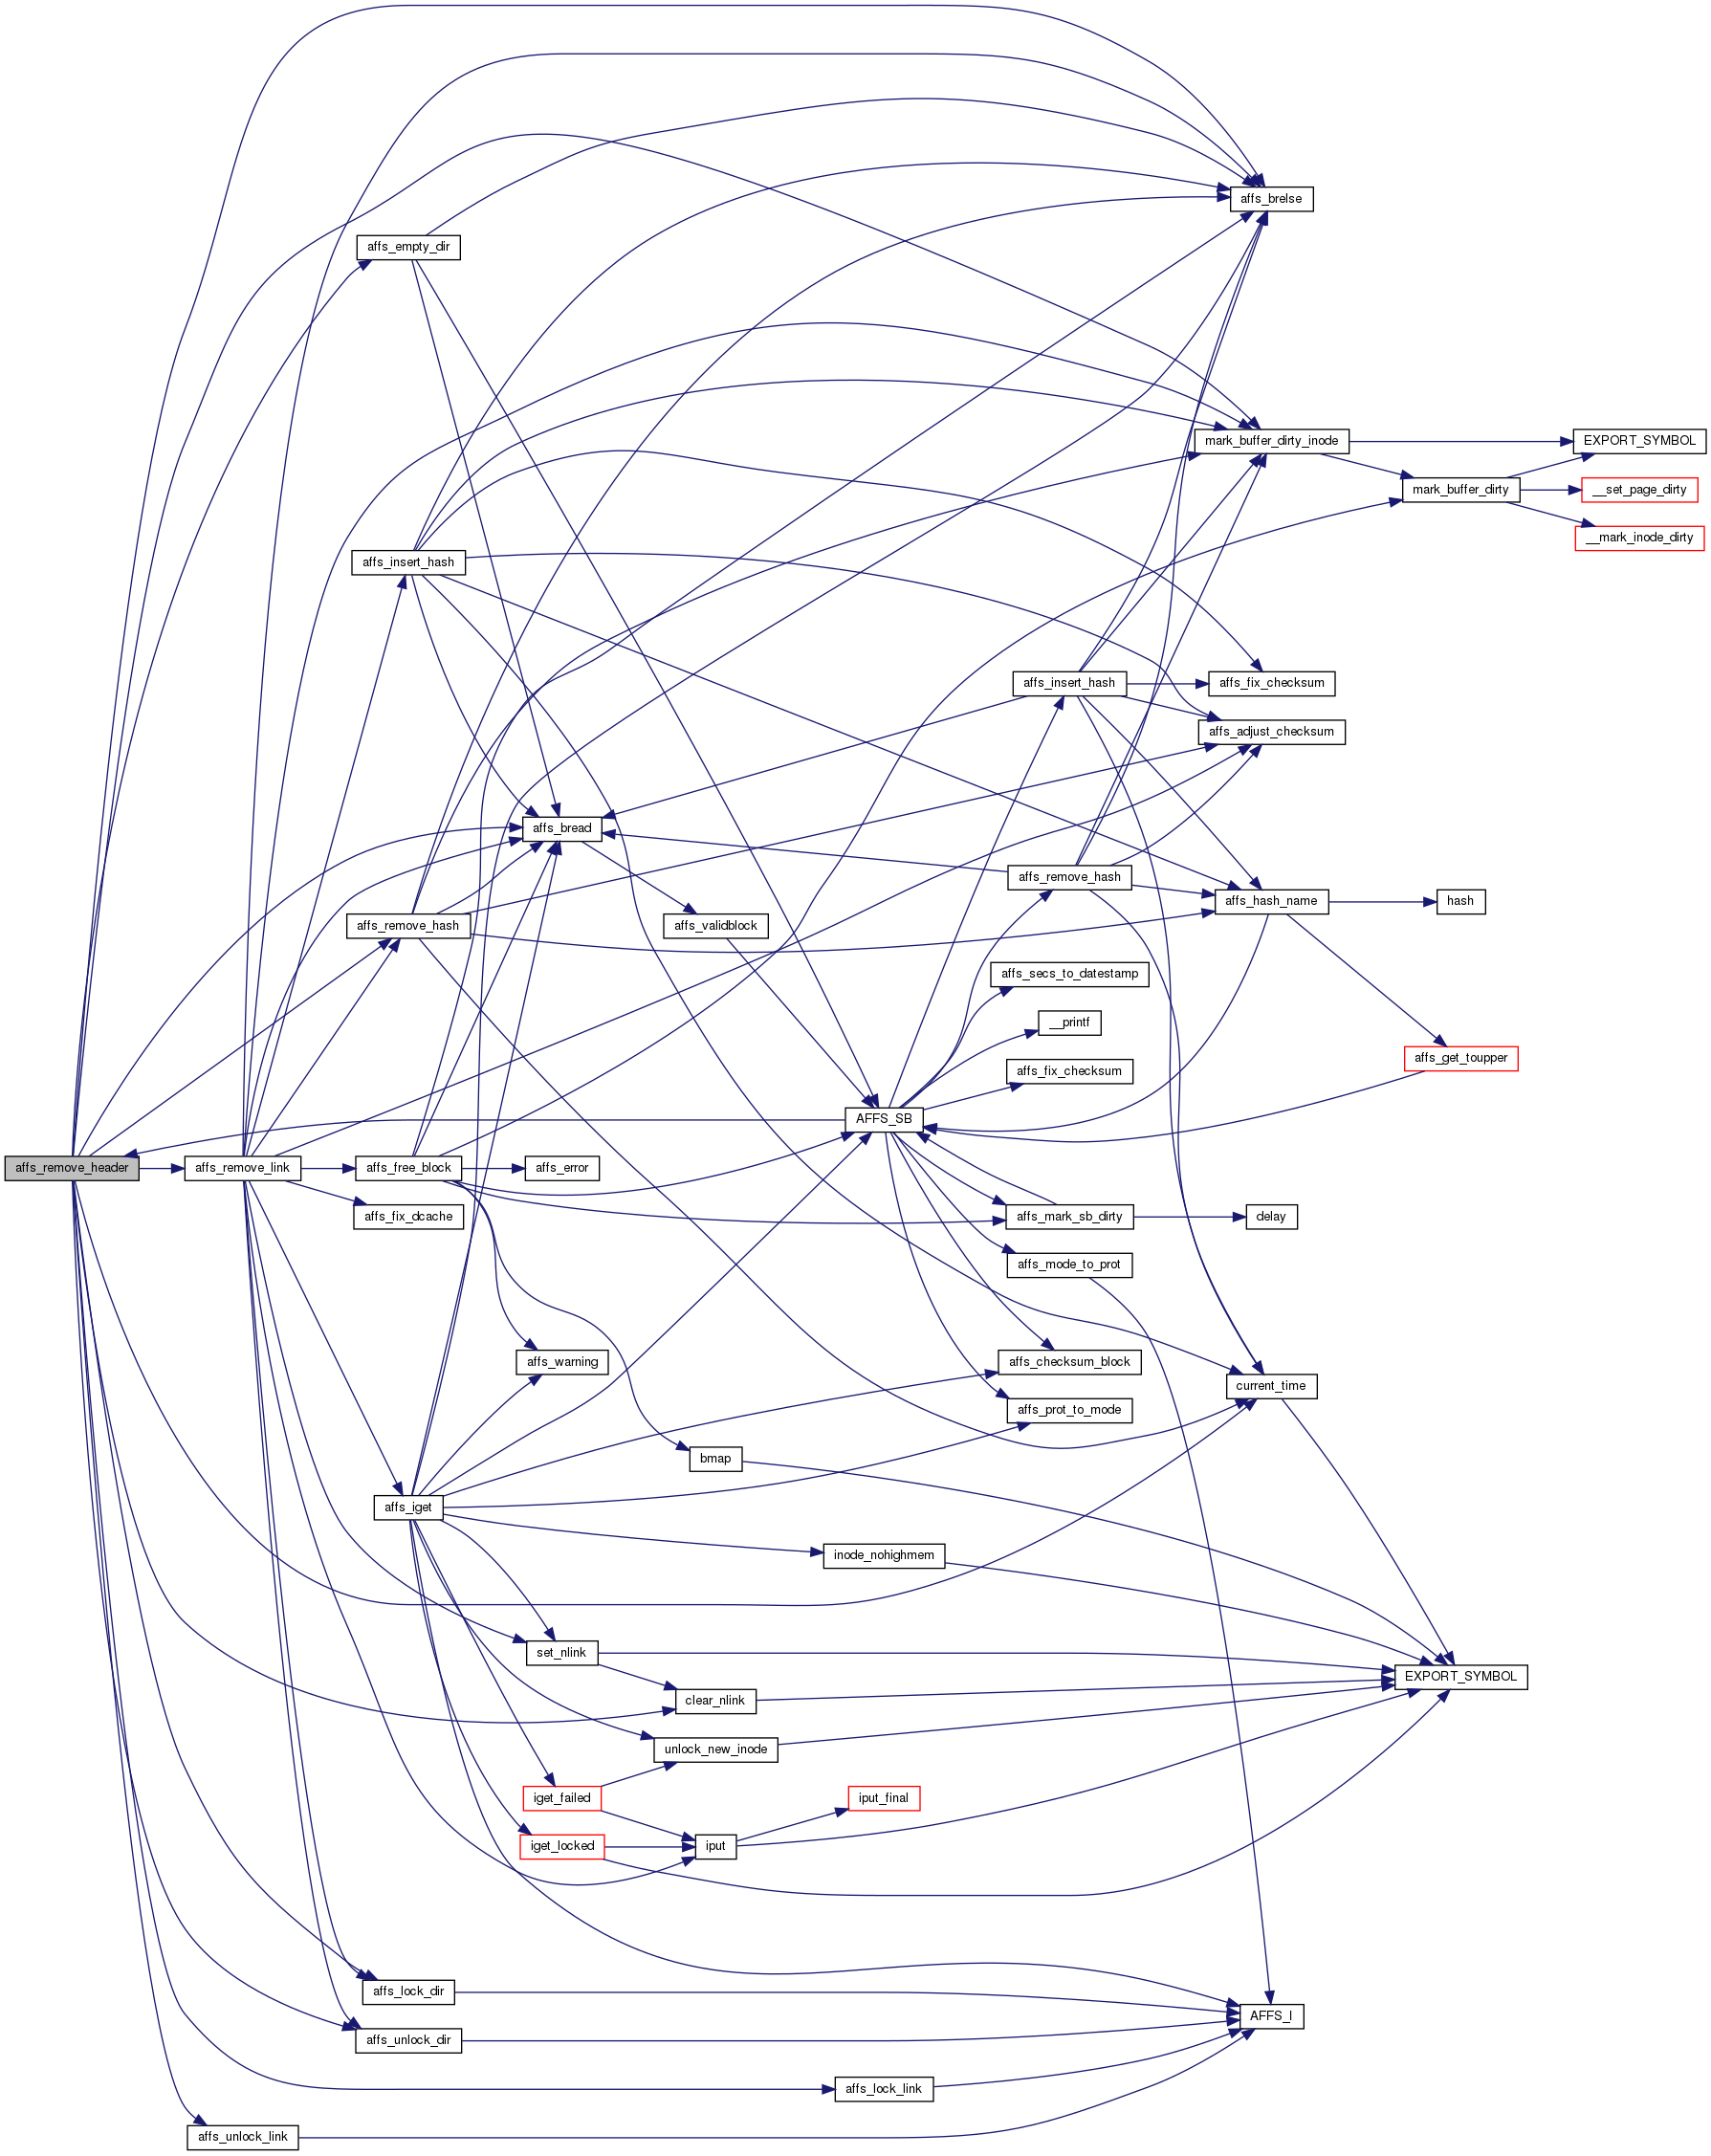 affs_brelse
affs_empty_dir
mark_buffer_dirty_inode
EXPORT_SYMBOL
mark_buffer_dirty
__set_page_dirty
__mark_inode_dirty
affs_insert_hash
affs_insert_hash
affs_fix_checksum
affs_adjust_checksum
affs_bread
affs_remove_hash
affs_hash_name
hash
affs_remove_hash
affs_validblock
affs_secs_to_datestamp
__printf
affs_get_toupper
affs_fix_checksum
AFFS_SB
affs_remove_header
affs_remove_link
affs_free_block
affs_error
affs_fix_dcache
affs_mark_sb_dirty
delay
affs_mode_to_prot
affs_warning
affs_checksum_block
current_time
affs_prot_to_mode
bmap
affs_iget
inode_nohighmem
set_nlink
EXPORT_SYMBOL
clear_nlink
unlock_new_inode
iget_failed
iput_final
iget_locked
iput
affs_lock_dir
AFFS_I
affs_unlock_dir
affs_lock_link
affs_unlock_link